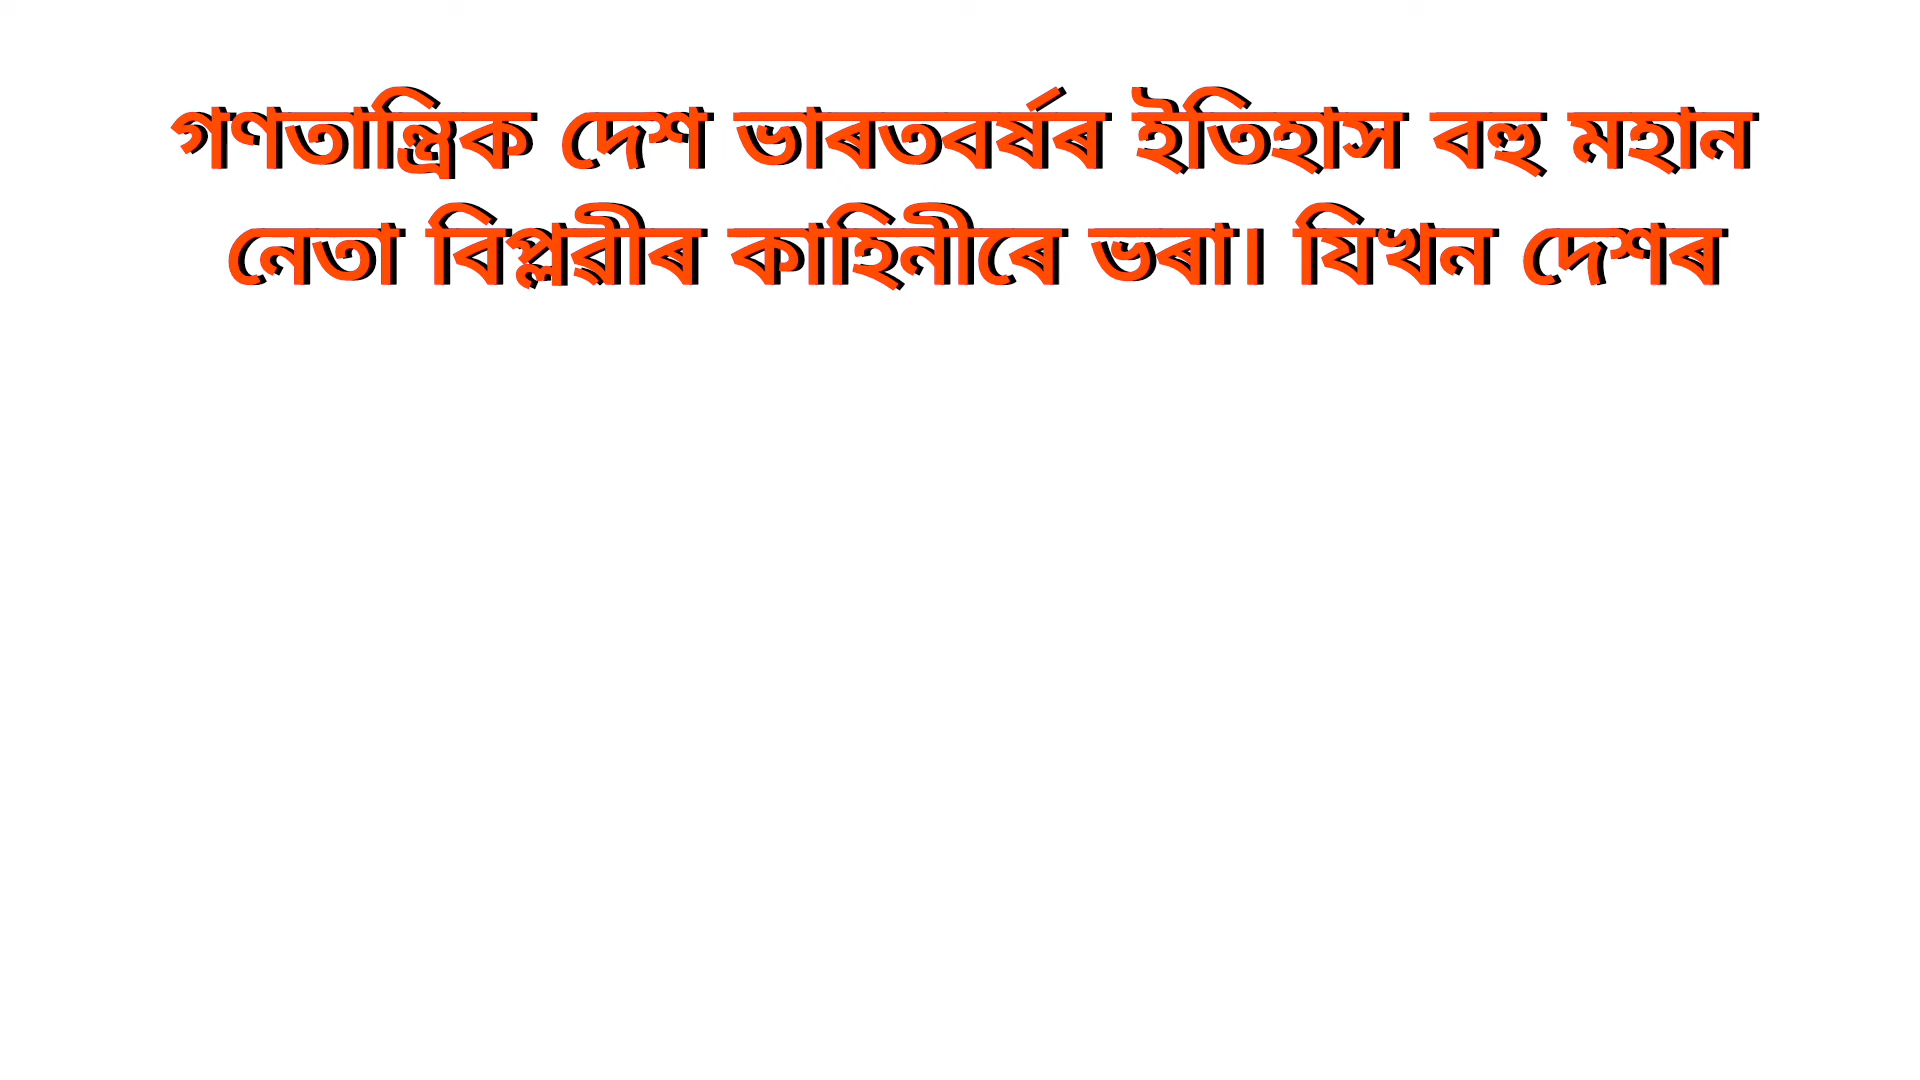 গণতান্ত্ৰিক দেশ ভাৰতবৰ্ষৰ ইতিহাস বহু মহান
নেতা বিপ্লৱীৰ কাহিনীৰে ভৰা। যিখন দেশৰ